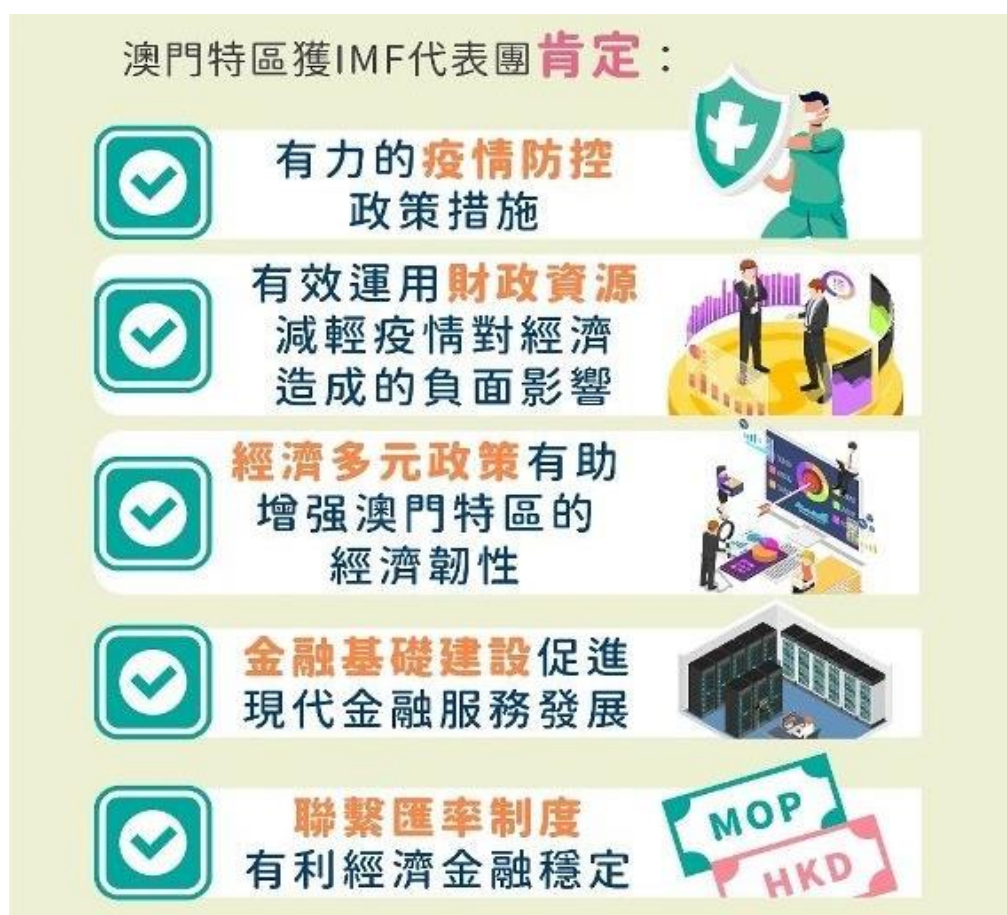 澳門特區獲IMF代表團肯定：
有力的疫情防控
政策措施
有效運用財政資源
減輕疫情對經濟
造成的負面影響
經濟多元政策有助
增强澳門特區的
經濟韌性
金融基礎建設促進
現代金融服務發展
聯繫匯率制度
有利經濟金融穩定
MOP
HKD